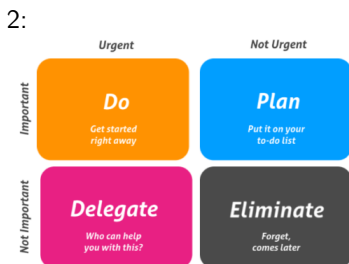 2:
Urgent
Not Urgent
Important
Do
Get started
right away
Plan
Put it on your
to-do list
Not Important
Delegate
Who can help
you with this?
Eliminate
Forget,
comes later